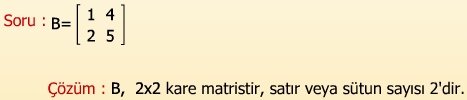 Soru : B= [ 1 4
2 5 ]
Çözüm : B, 2x2 kare matristir, satır veya sütun sayısı 2'dir.